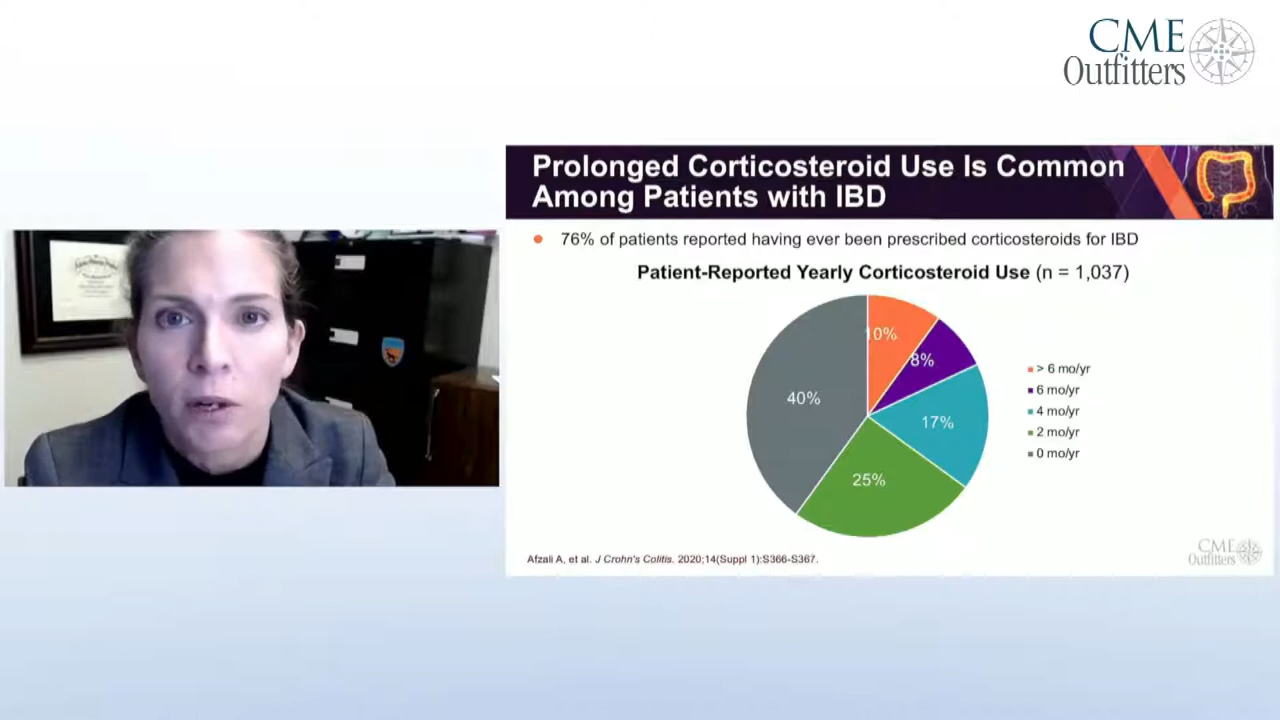 CME
Outfitters
Prolonged Corticosteroid Use Is Common
Among Patients with IBD
76% of patients reported having ever been prescribed corticosteroids for IBD
Patient-Reported Yearly Corticosteroid Use (n = 1,037)
10%
8%
17%
25%
40%
> 6 mo/yr
6 mo/yr
4 mo/yr
2 mo/yr
0 mo/yr
Afzali A, et al. J Crohn's Colitis. 2020;14(Suppl 1):S366-S367.
CME
Outfitters